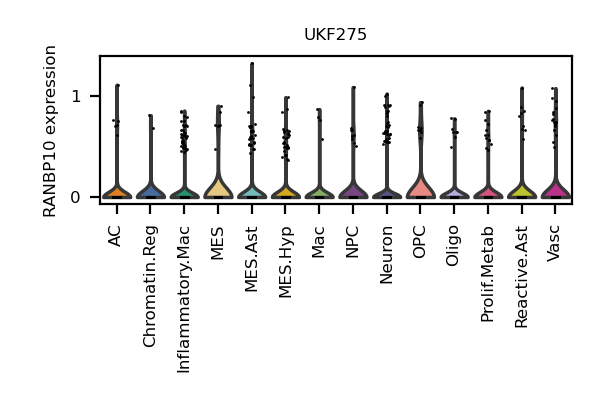 UKF275
RANBP10 expression
1
0
AC
Chromatin.Reg
Inflammatory.Mac
MES
MES.Ast
MES.Hyp
Mac
NPC
Neuron
OPC
Oligo
Prolif.Metab
Reactive.Ast
Vasc